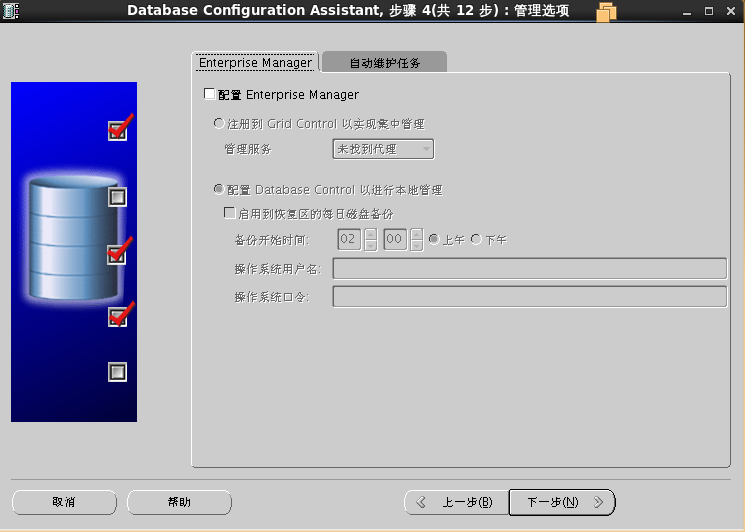 Database Configuration Assistant, 步骤 4(共 12 步) : 管理选项
Enterprise Manager 自动维护任务
配置 Enterprise Manager
注册到 Grid Control 以实现集中管理
管理服务 未找到代理
配置 Database Control 以进行本地管理
启用到恢复区的每日磁盘备份
备份开始时间: 02 00 上午 下午
操作系统用户名:
操作系统口令:
取消 帮助 上一步(B) 下一步(N)